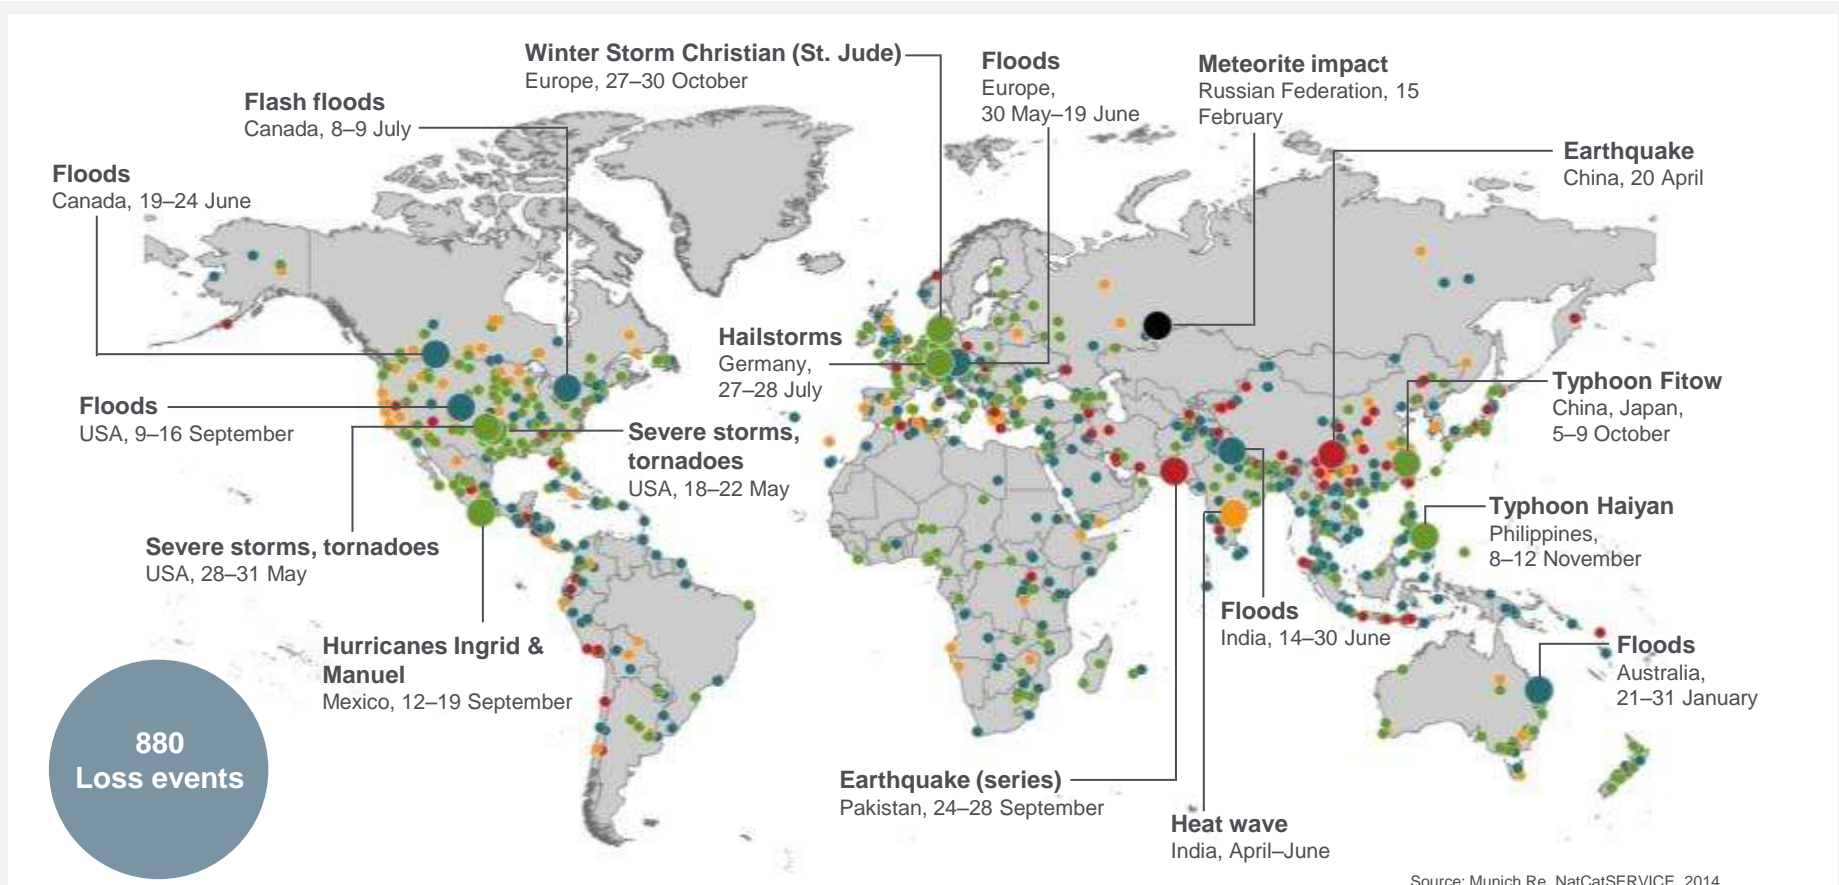 Winter Storm Christian (St. Jude)
Europe, 27–30 October
Floods
Europe,
30 May–19 June
Meteorite impact
Russian Federation, 15
February
Flash floods
Canada, 8–9 July
Earthquake
China, 20 April
Floods
Canada, 19–24 June
Hailstorms
Germany,
27–28 July
Typhoon Fitow
China, Japan,
5–9 October
Floods
USA, 9–16 September
Severe storms,
tornadoes
USA, 18–22 May
Typhoon Haiyan
Philippines,
8–12 November
Severe storms, tornadoes
USA, 28–31 May
Floods
India, 14–30 June
Hurricanes Ingrid &
Manuel
Mexico, 12–19 September
Floods
Australia,
21–31 January
880
Loss events
Earthquake (series)
Pakistan, 24–28 September
Heat wave
India, April–June
Source: Munich Re, NatCatSERVICE, 2014